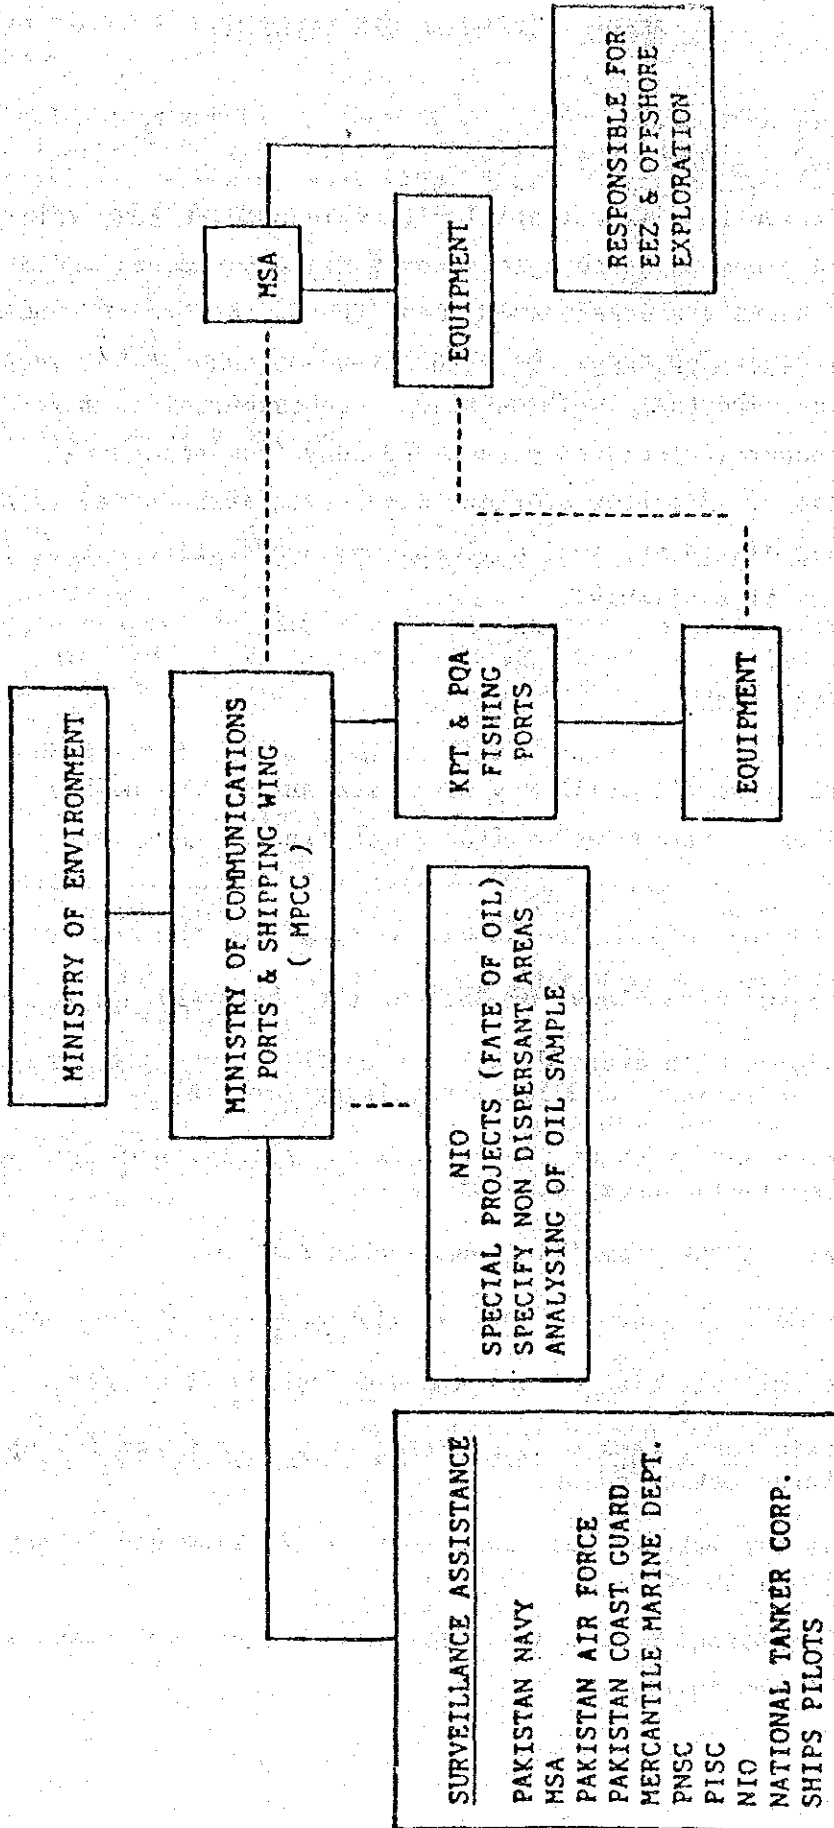 MINISTRY OF ENVIRONMENT
MINISTRY OF COMMUNICATIONS
PORTS & SHIPPING WING
( MPCC )
MSA
SURVEILLANCE ASSISTANCE
PAKISTAN NAVY
MSA
PAKISTAN AIR FORCE
PAKISTAN COAST GUARD
MERCANTILE MARINE DEPT.
PNSC
PISC
NIO
NATIONAL TANKER CORP.
SHIPS PILOTS
NIO
SPECIAL PROJECTS (FATE OF OIL)
SPECIFY NON DISPERSANT AREAS
ANALYSING OF OIL SAMPLE
KPT & PQA
FISHING
PORTS
EQUIPMENT
EQUIPMENT
RESPONSIBLE FOR
EEZ & OFFSHORE
EXPLORATION